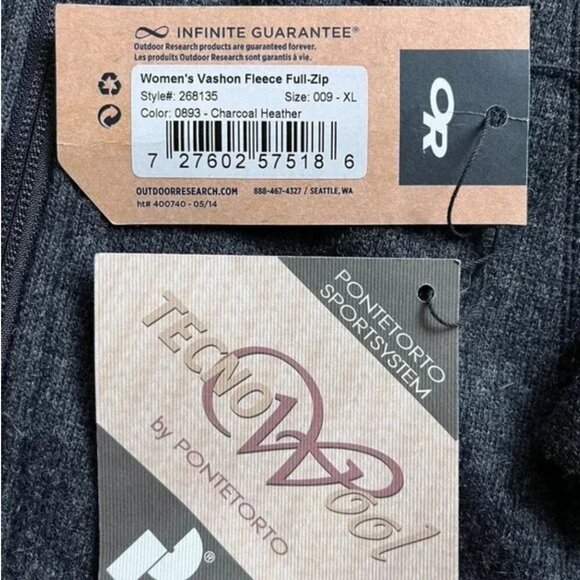 INFINITE GUARANTEE®
Outdoor Research products are guaranteed forever.
Les produits Outdoor Research sont garantis à vie.
Women's Vashon Fleece Full-Zip
Style#: 268135 Size: 009 - XL
Color: 0893 - Charcoal Heather
7 27602 57518 6
OUTDOORRESEARCH.COM 888-467-4327 / SEATTLE, WA
ht# 400740 - 05/14
OR
PONTETORTO
SPORTSYSTEM
TECNOWool
by PONTETORTO
®